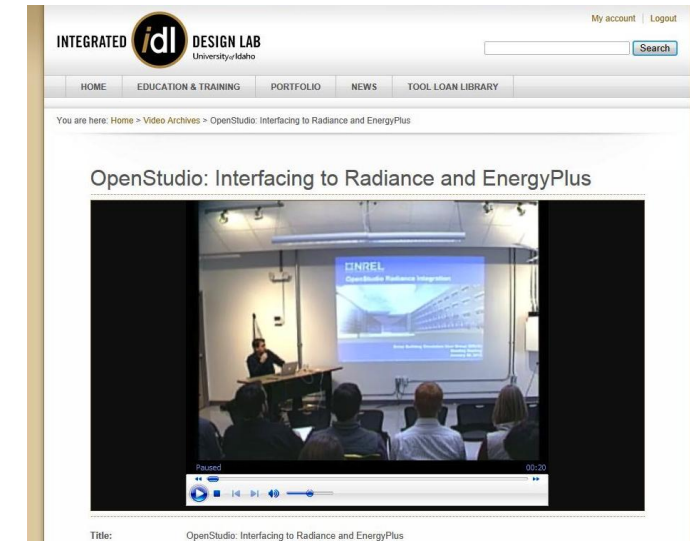 My account | Logout
INTEGRATED idl DESIGN LAB
University of Idaho
Search
HOME EDUCATION & TRAINING PORTFOLIO NEWS TOOL LOAN LIBRARY
You are here: Home > Video Archives > OpenStudio: Interfacing to Radiance and EnergyPlus
OpenStudio: Interfacing to Radiance and EnergyPlus
NREL
OpenStudio Radiance Integration
Paused 00:20
Title: OpenStudio: Interfacing to Radiance and EnergyPlus